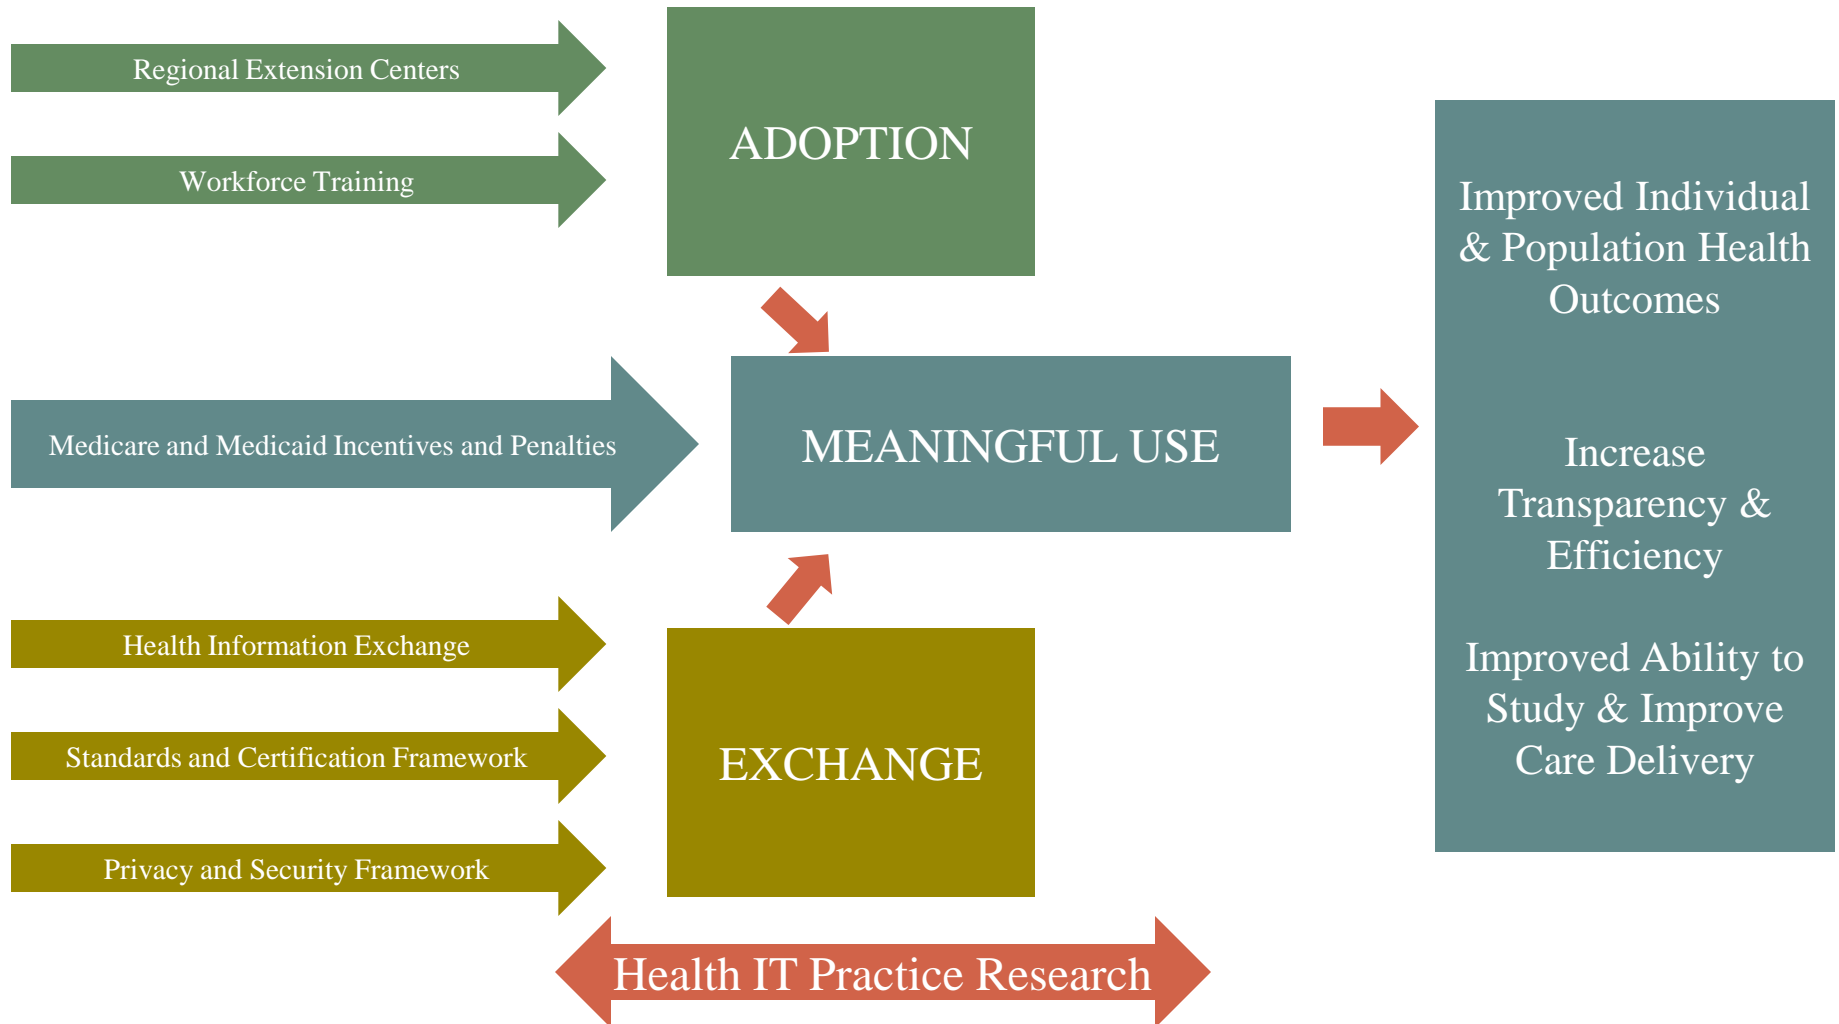 Regional Extension Centers
Workforce Training
ADOPTION
Medicare and Medicaid Incentives and Penalties
MEANINGFUL USE
Health Information Exchange
Standards and Certification Framework
Privacy and Security Framework
EXCHANGE
Health IT Practice Research
Improved Individual
& Population Health
Outcomes
Increase
Transparency &
Efficiency
Improved Ability to
Study & Improve
Care Delivery